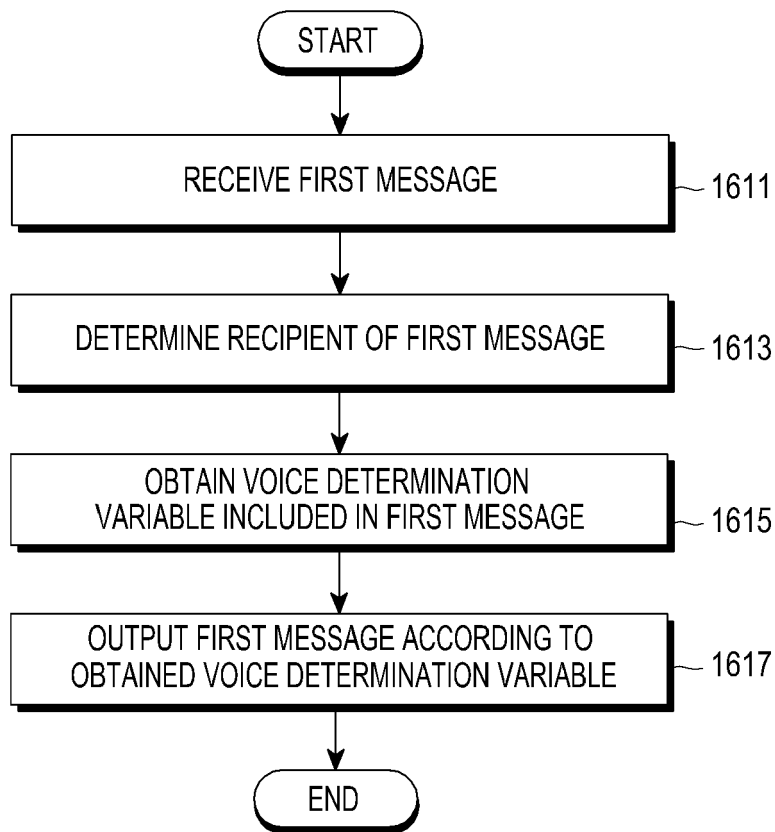 START
RECEIVE FIRST MESSAGE
1611
DETERMINE RECIPIENT OF FIRST MESSAGE
1613
OBTAIN VOICE DETERMINATION
VARIABLE INCLUDED IN FIRST MESSAGE
1615
OUTPUT FIRST MESSAGE ACCORDING TO
OBTAINED VOICE DETERMINATION VARIABLE
1617
END